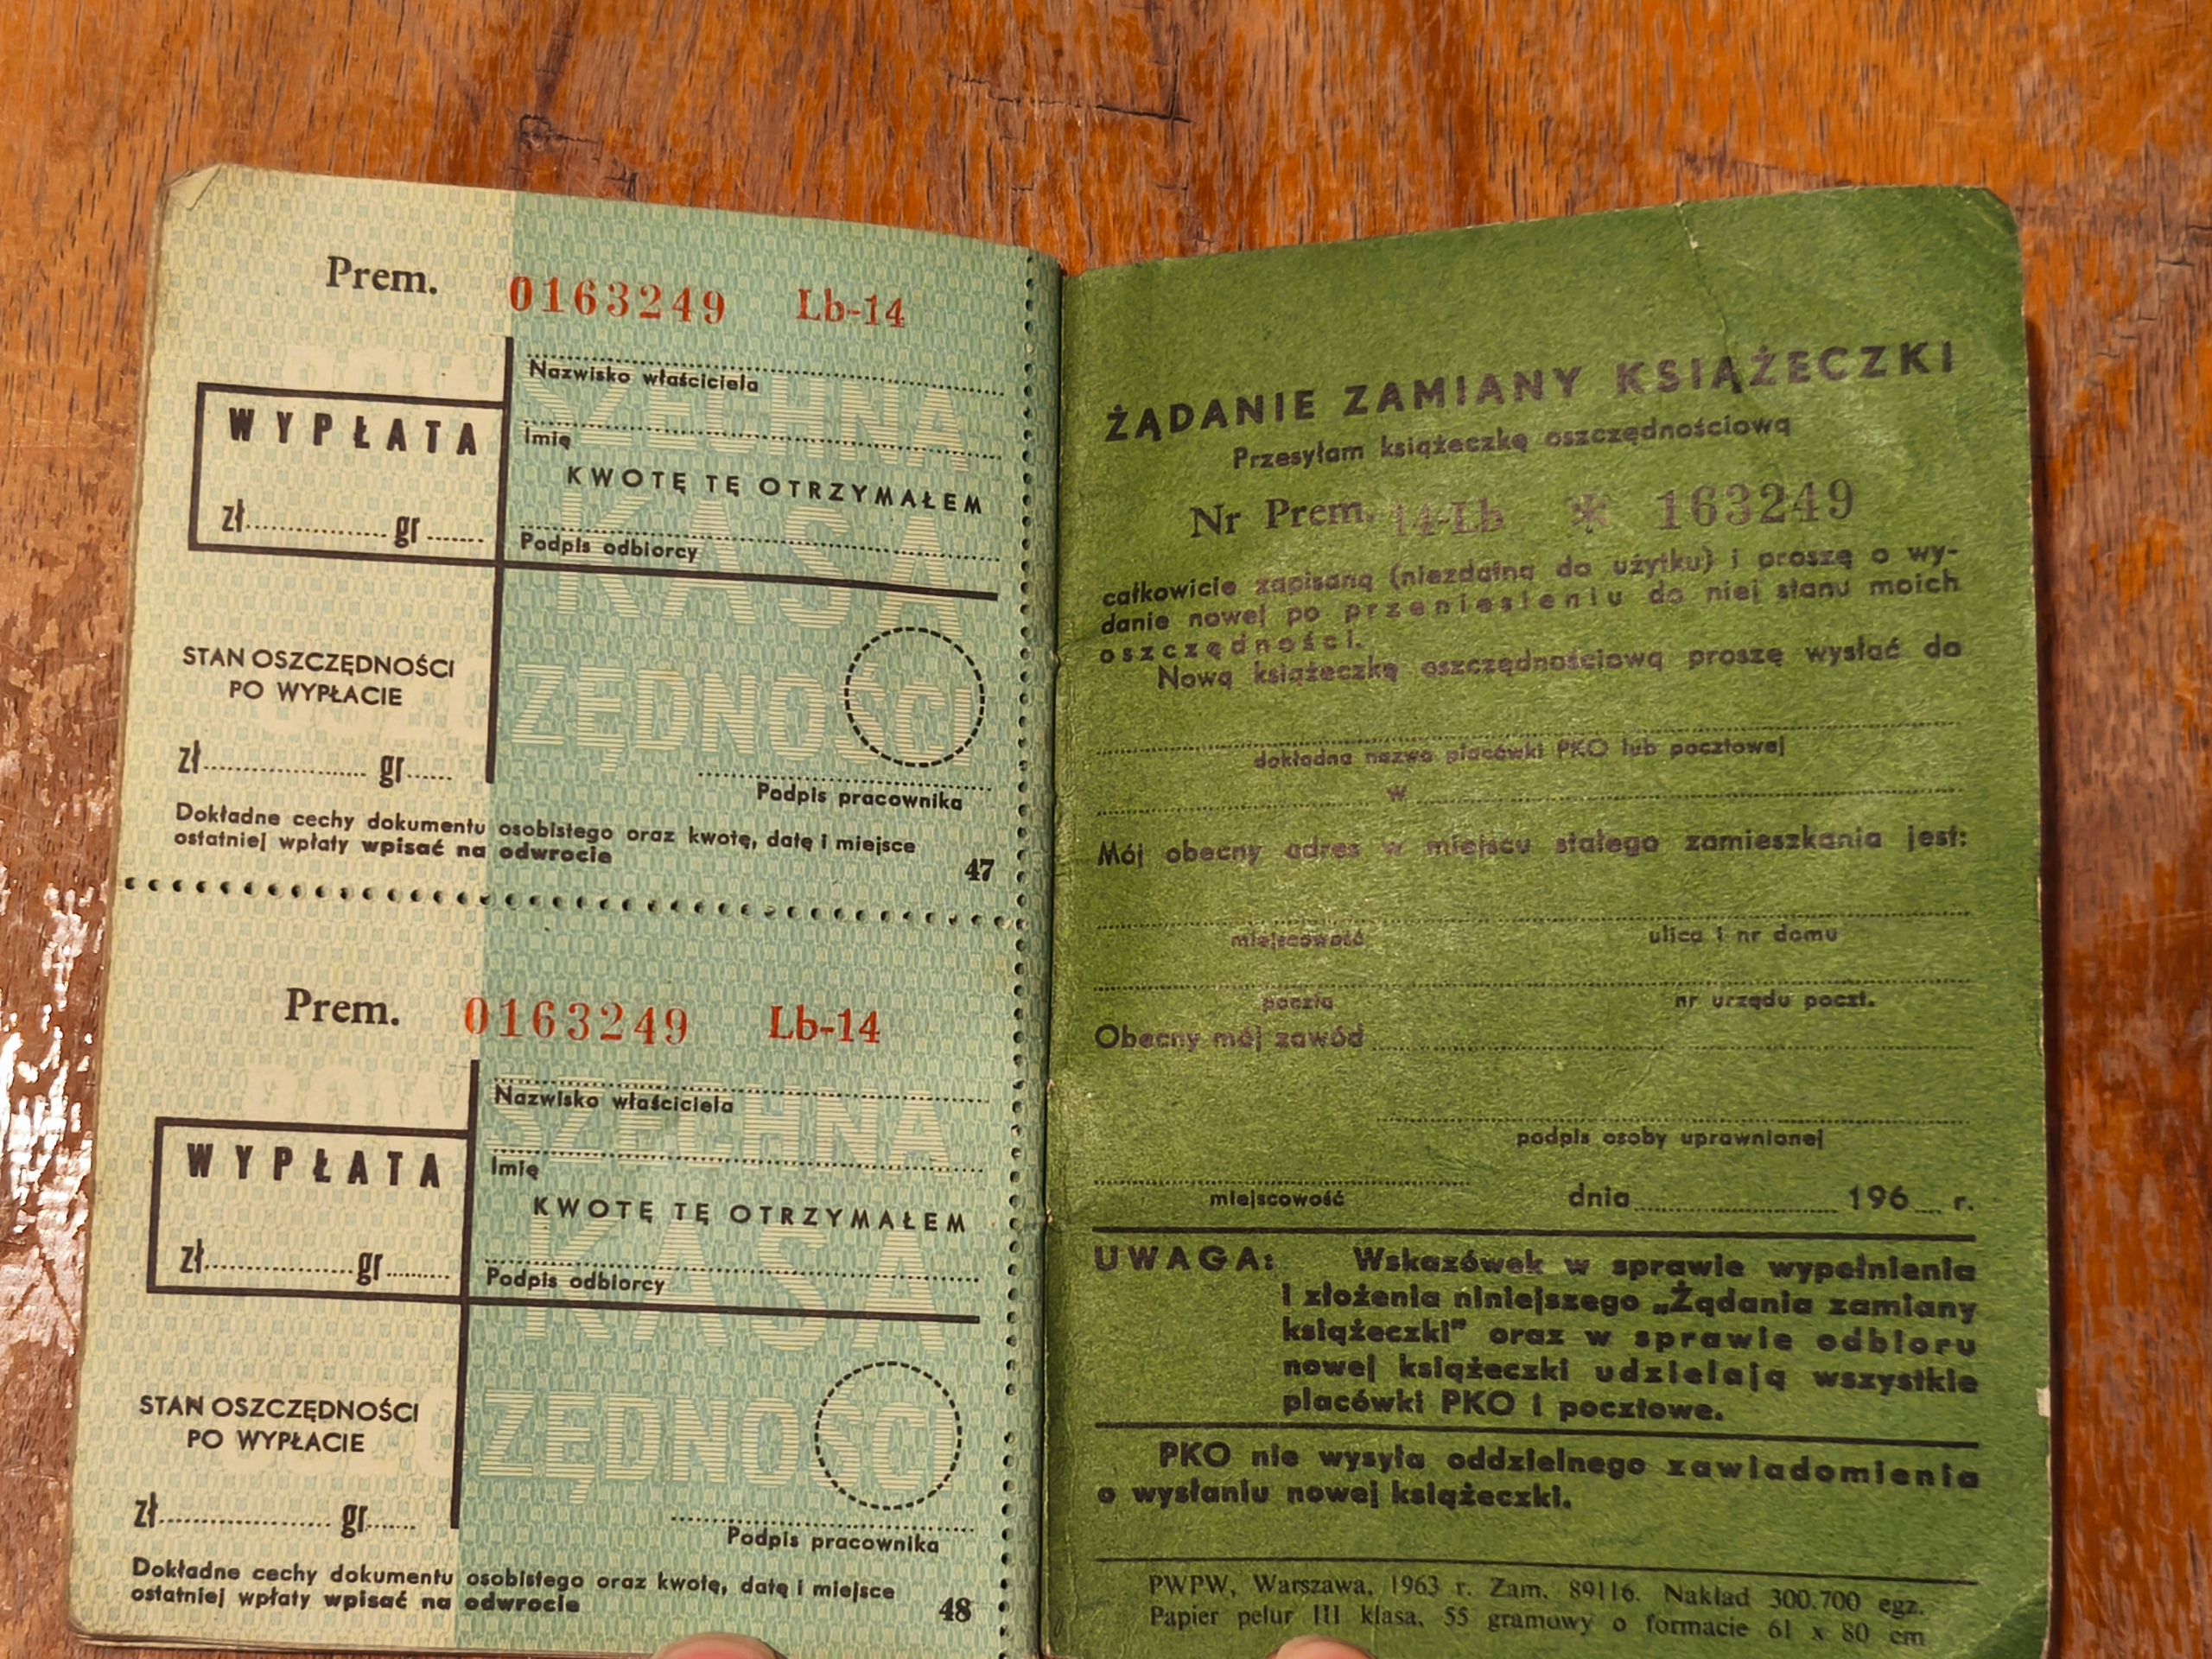 Prem. 0163249 Lb-14
Nazwisko właściciela
WYPŁATA
Imię
KWOTĘ TĘ OTRZYMAŁEM
zł gr
Podpis odbiorcy
SZECHNA
KASA
ZĘDNOŚCI
STAN OSZCZĘDNOŚCI
PO WYPŁACIE
zł gr
Podpis pracownika
Dokładne cechy dokumentu osobistego oraz kwotę, datę i miejsce
ostatniej wpłaty wpisać na odwrocie
47
Prem. 0163249 Lb-14
Nazwisko właściciela
WYPŁATA
Imię
KWOTĘ TĘ OTRZYMAŁEM
zł gr
Podpis odbiorcy
SZECHNA
KASA
ZĘDNOŚCI
STAN OSZCZĘDNOŚCI
PO WYPŁACIE
zł gr
Podpis pracownika
Dokładne cechy dokumentu osobistego oraz kwotę, datę i miejsce
ostatniej wpłaty wpisać na odwrocie
48
ŻĄDANIE ZAMIANY KSIĄŻECZKI
Przesyłam książeczkę oszczędnościową
Nr Prem. 14-Lb * 163249
całkowicie zapisaną (niezdatną do użytku) i proszę o wy-
danie nowej po przeniesieniu do niej stanu moich
oszczędności.
Nową książeczkę oszczędnościową proszę wysłać do
dokładna nazwa placówki PKO lub pocztowej
w
Mój obecny adres w miejscu stałego zamieszkania jest:
miejscowość ulica i nr domu
poczta nr urzędu poczt.
Obecny mój zawód
podpis osoby uprawnionej
miejscowość dnia 196 r.
UWAGA: Wskazówek w sprawie wypełnienia
i złożenia niniejszego „Żądania zamiany
książeczki" oraz w sprawie odbioru
nowej książeczki udzielają wszystkie
placówki PKO i pocztowe.
PKO nie wysyła oddzielnego zawiadomienia
o wysłaniu nowej książeczki.
PWPW, Warszawa, 1963 r. Zam. 89116. Nakład 300.700 egz.
Papier pelur III klasa, 55 gramowy o formacie 61 x 80 cm